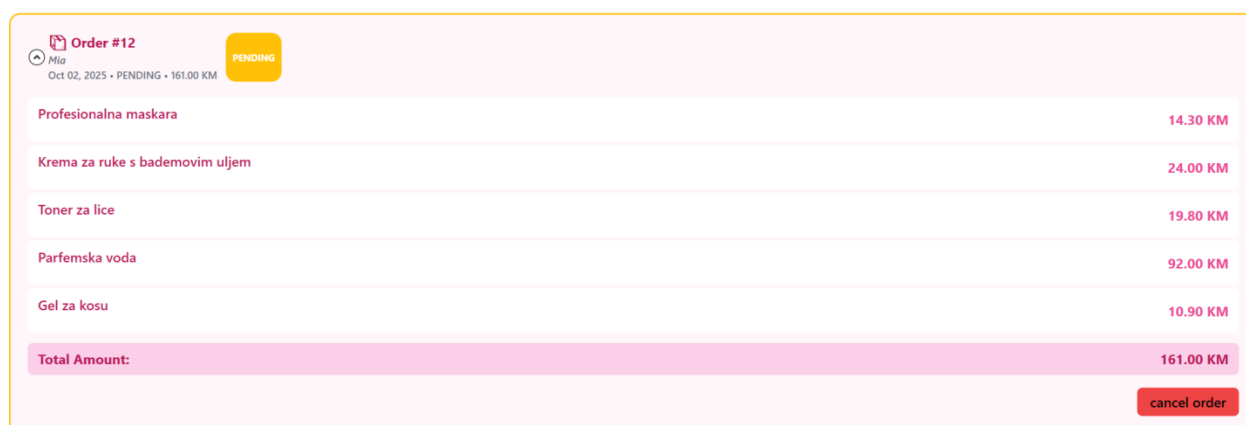 Order #12
Mia
Oct 02, 2025 • PENDING • 161.00 KM
PENDING
Profesionalna maskara
14.30 KM
Krema za ruke s bademovim uljem
24.00 KM
Toner za lice
19.80 KM
Parfemska voda
92.00 KM
Gel za kosu
10.90 KM
Total Amount:
161.00 KM
cancel order